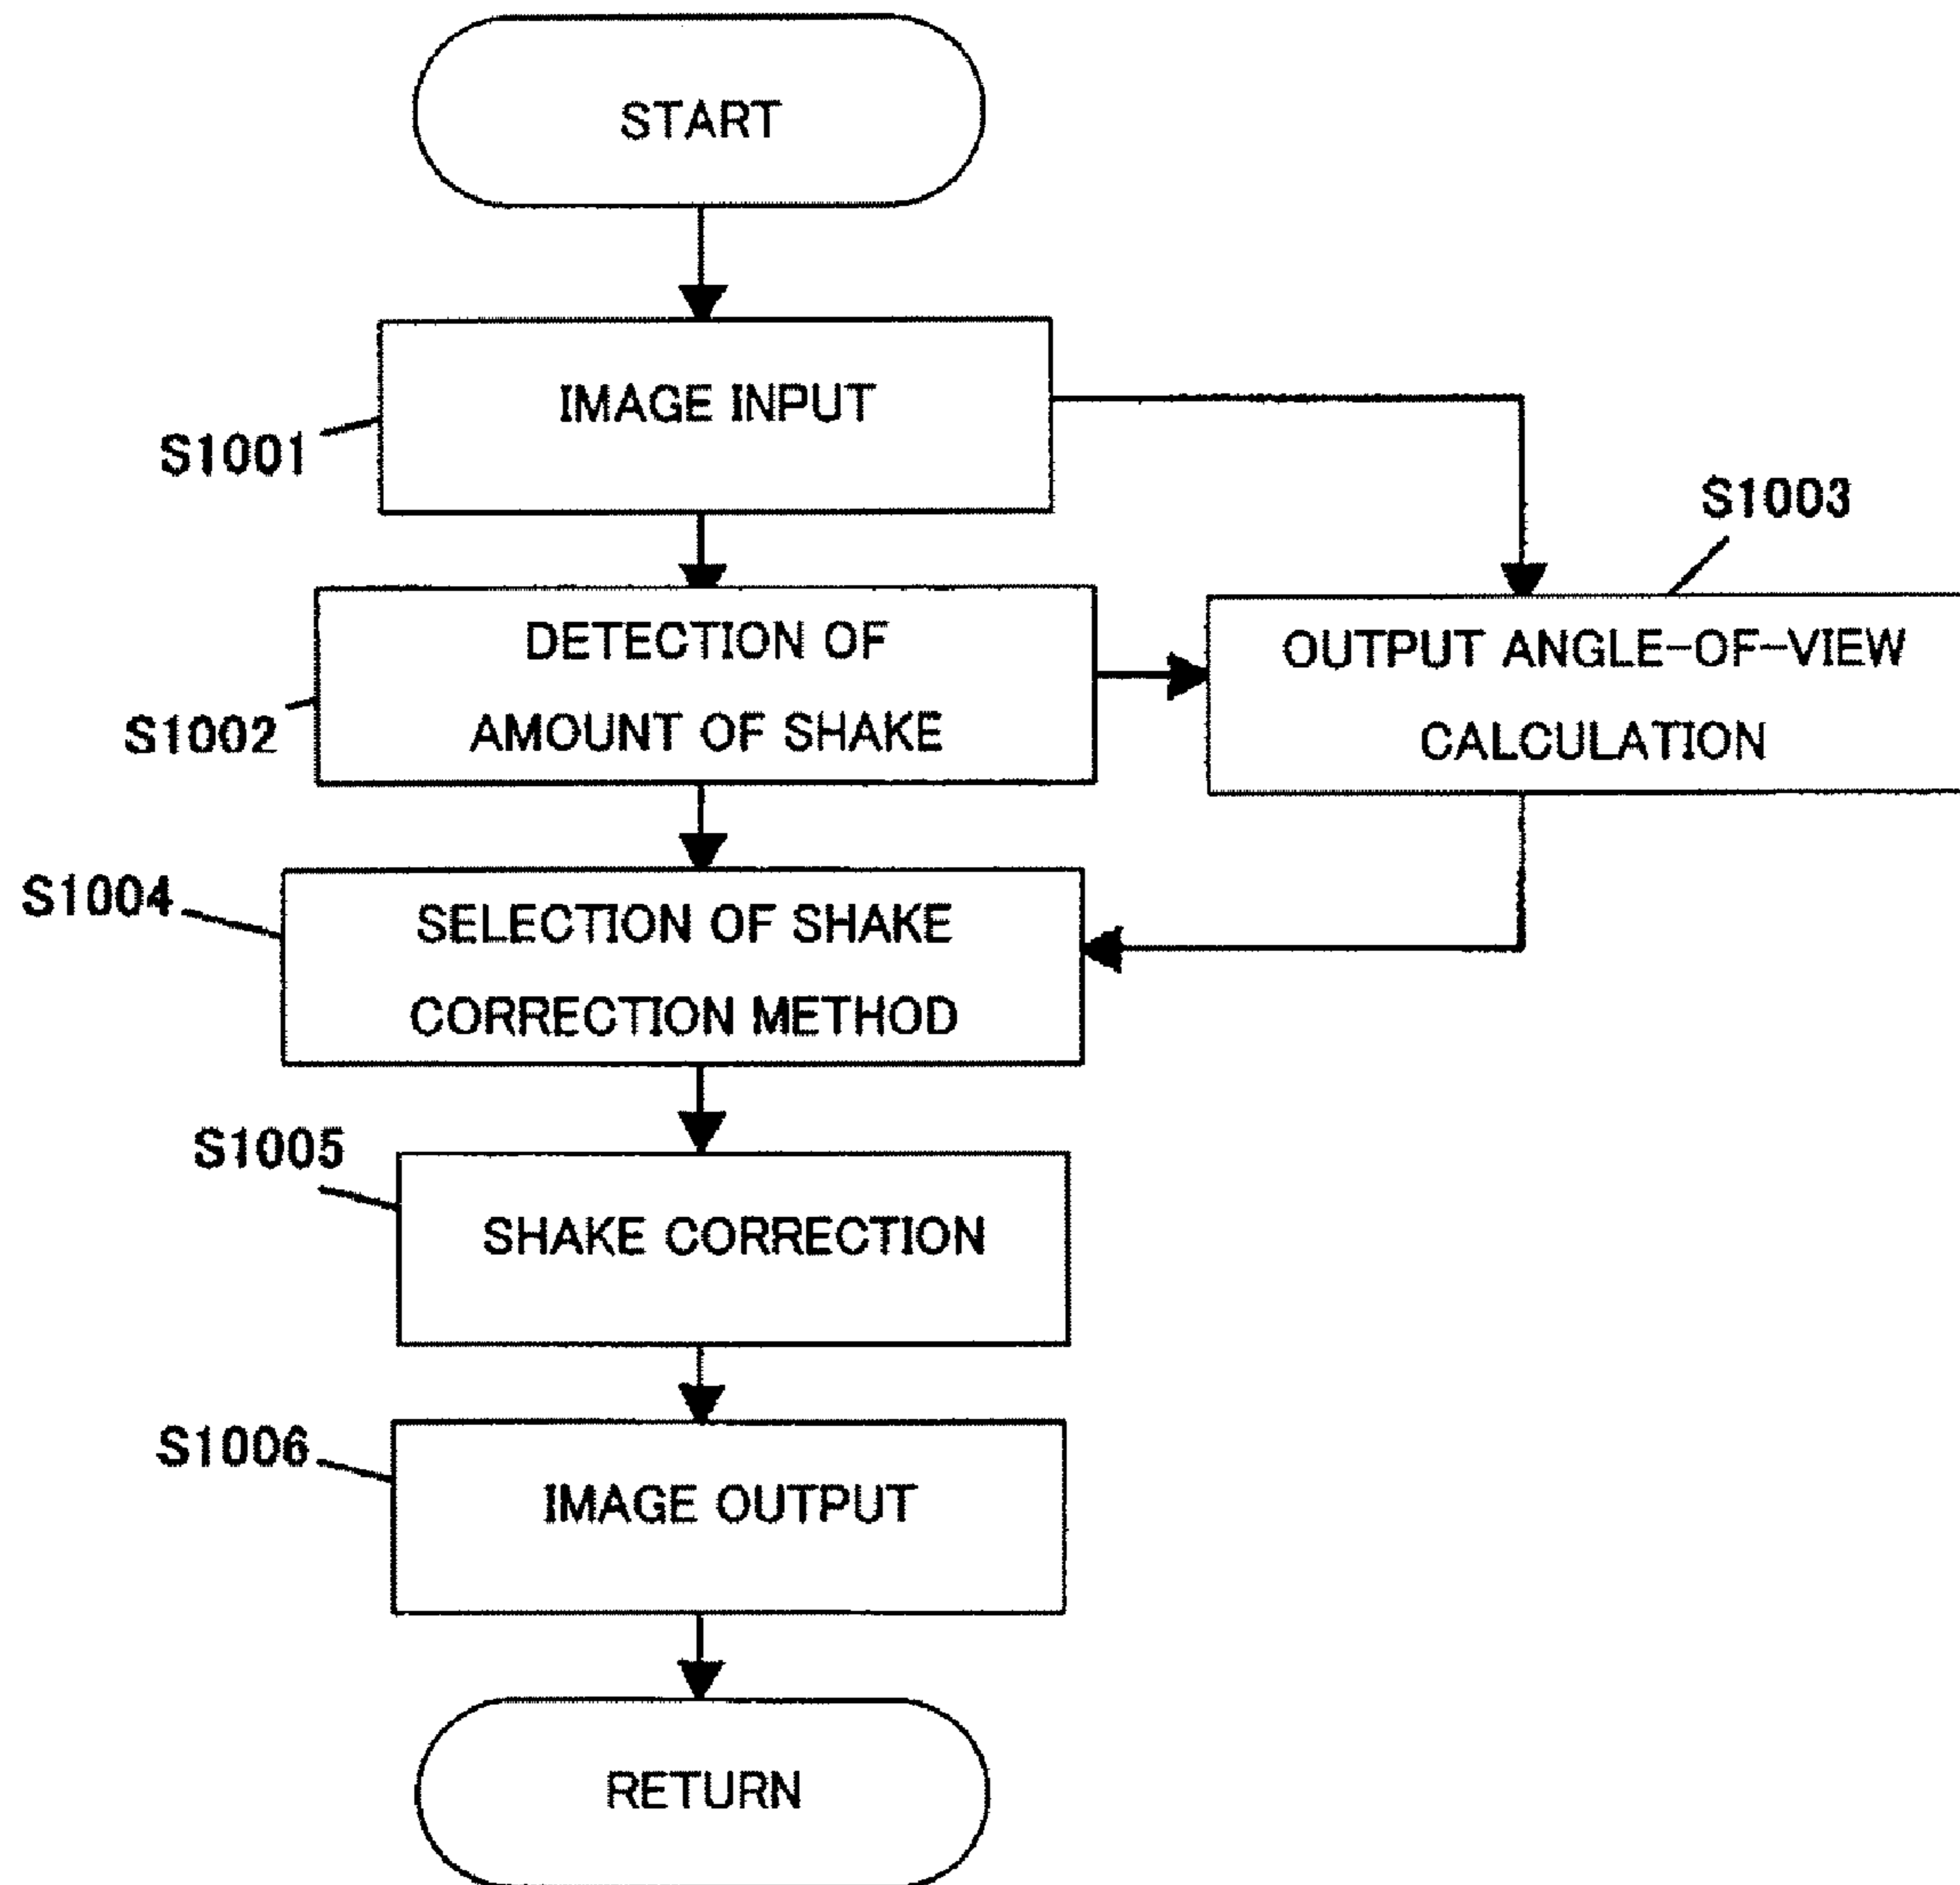 START
IMAGE INPUT
S1001
S1003
DETECTION OF
AMOUNT OF SHAKE
S1002
OUTPUT ANGLE-OF-VIEW
CALCULATION
S1004
SELECTION OF SHAKE
CORRECTION METHOD
S1005
SHAKE CORRECTION
S1006
IMAGE OUTPUT
RETURN